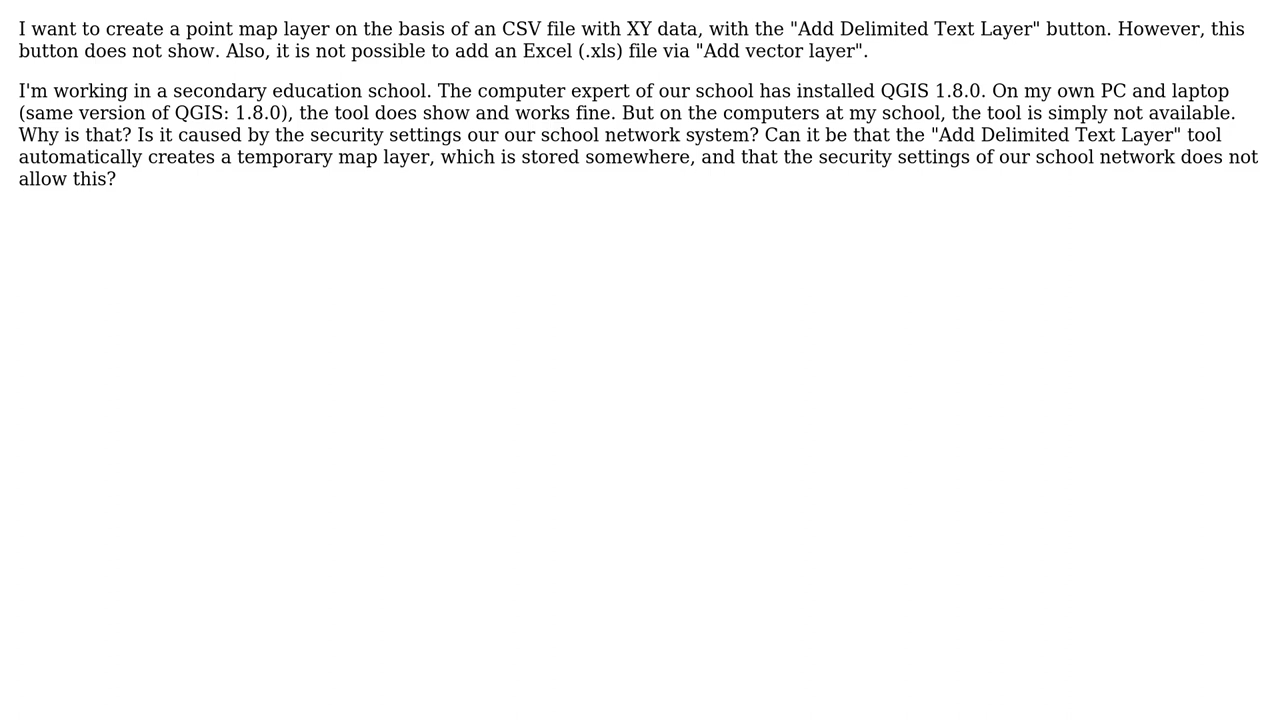 I want to create a point map layer on the basis of an CSV file with XY data, with the "Add Delimited Text Layer" button. However, this
button does not show. Also, it is not possible to add an Excel (.xls) file via "Add vector layer".
I'm working in a secondary education school. The computer expert of our school has installed QGIS 1.8.0. On my own PC and laptop
(same version of QGIS: 1.8.0), the tool does show and works fine. But on the computers at my school, the tool is simply not available.
Why is that? Is it caused by the security settings our our school network system? Can it be that the "Add Delimited Text Layer" tool
automatically creates a temporary map layer, which is stored somewhere, and that the security settings of our school network does not
allow this?